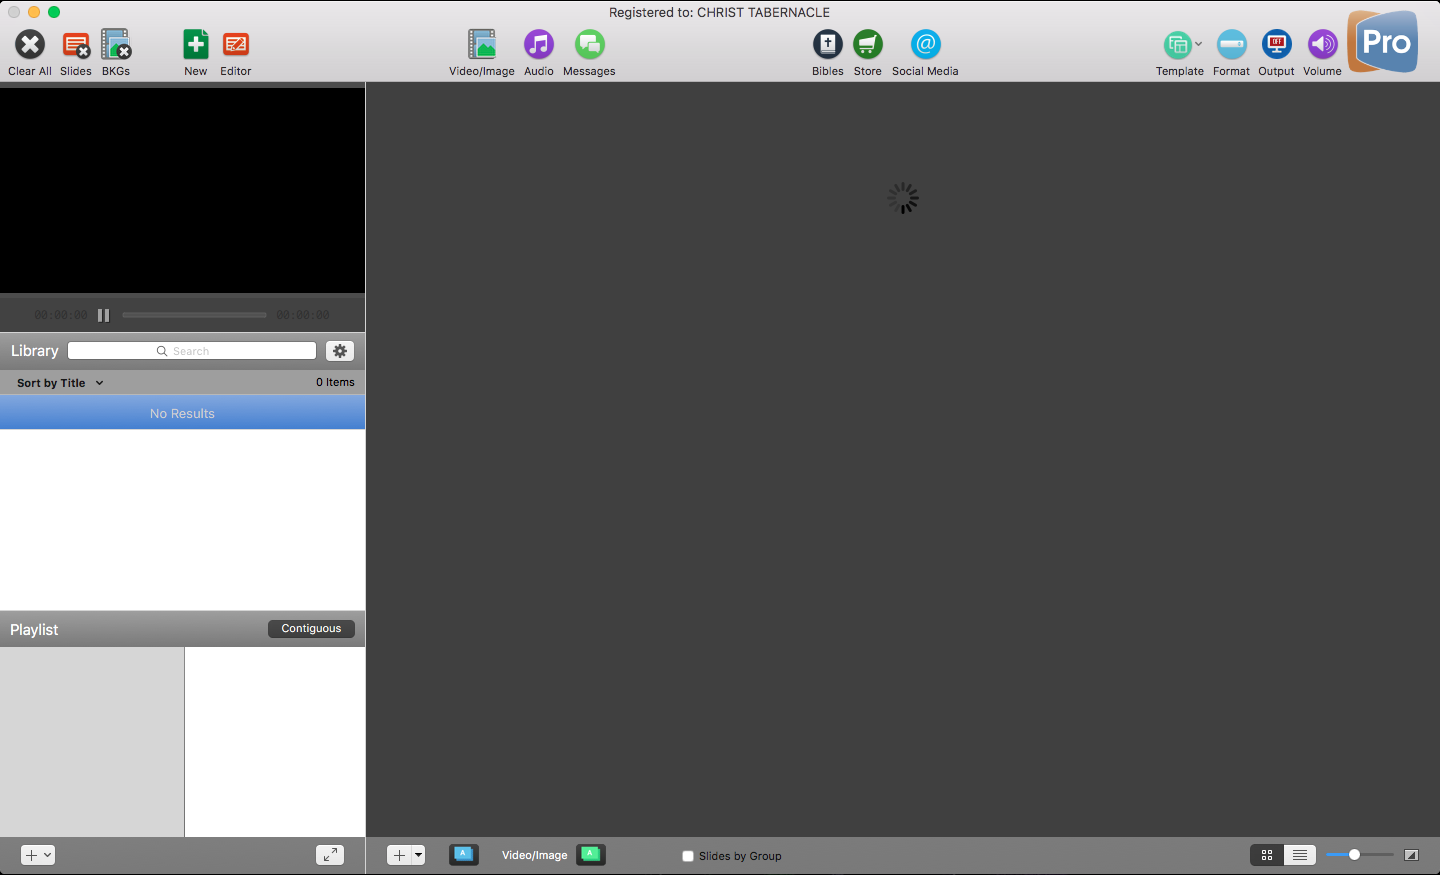 Registered to: CHRIST TABERNACLE
Clear All Slides BKGs New Editor Video/Image Audio Messages Bibles Store Social Media Template Format Output Volume
Pro
00:00:00 00:00:00
Library Search
Sort by Title 0 Items
No Results
Playlist Contiguous
A Video/Image A Slides by Group